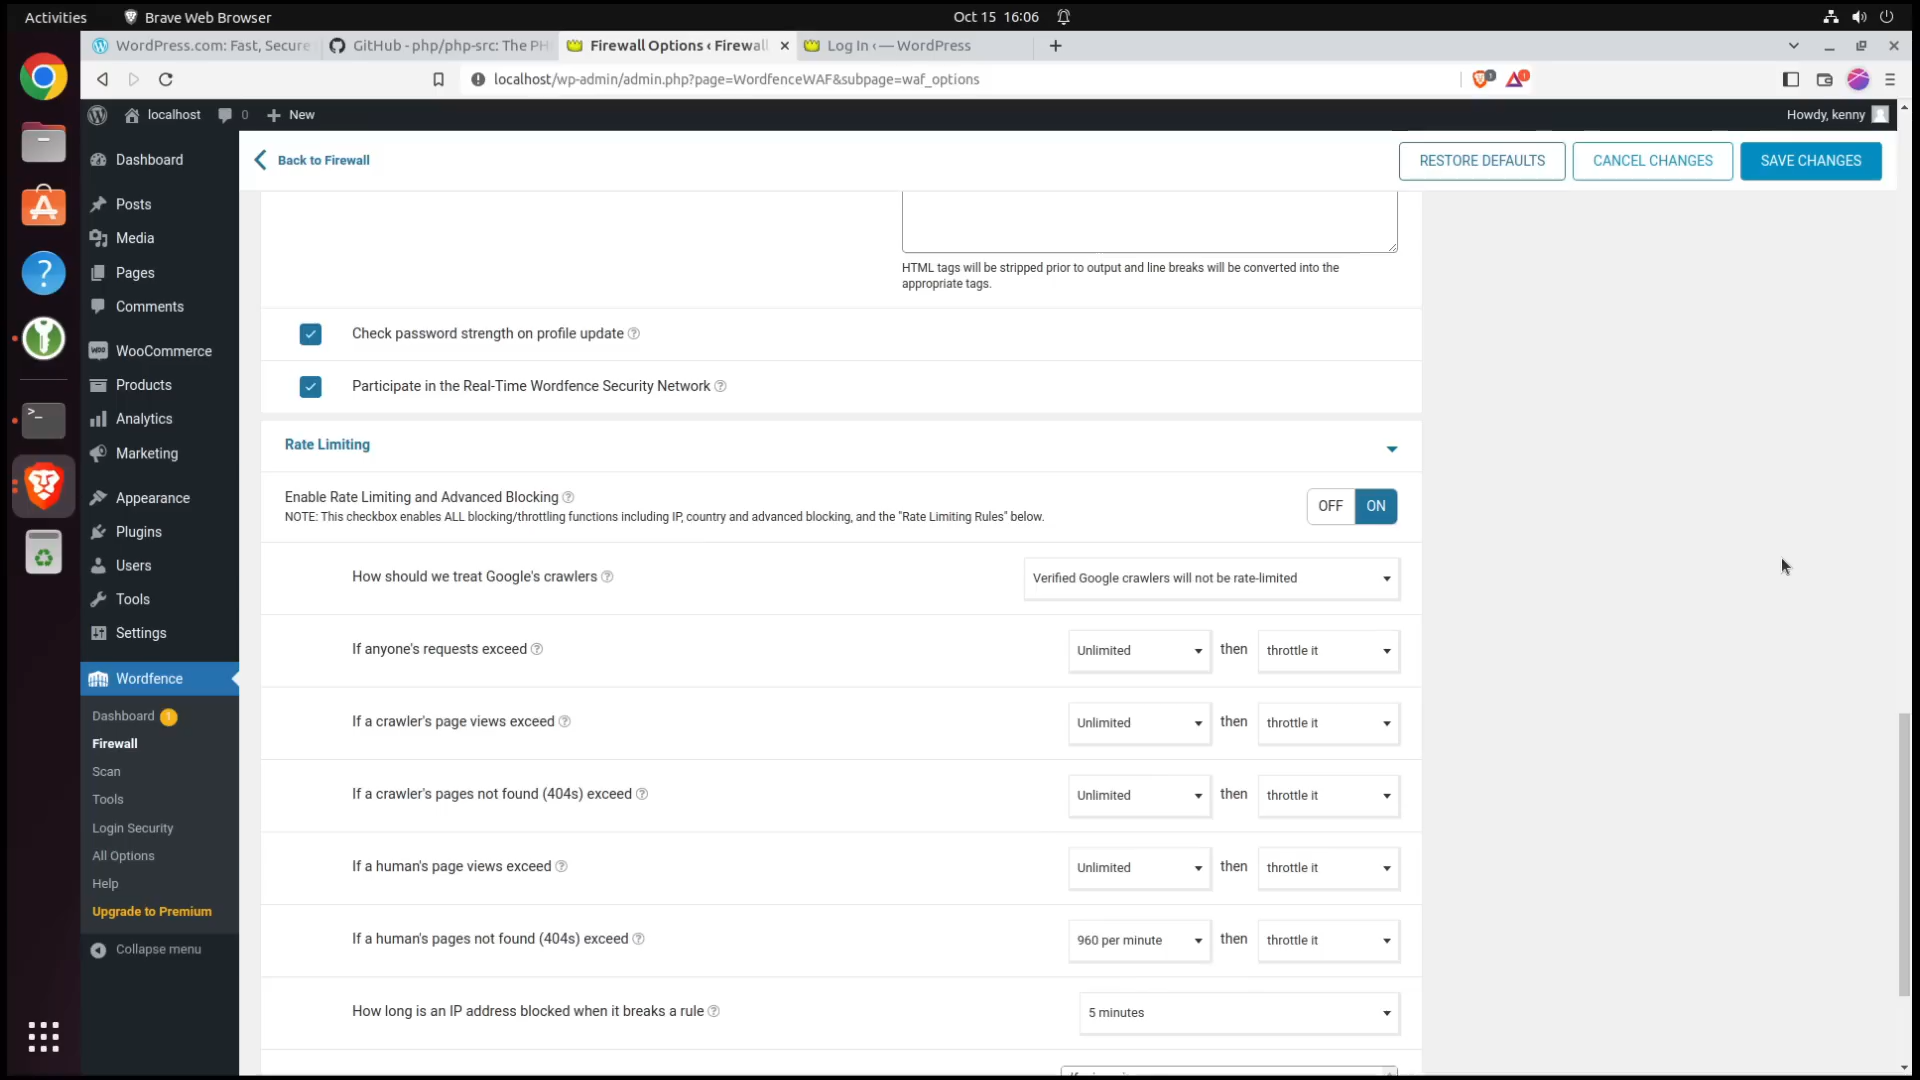 Activities
Brave Web Browser
Oct 15 16:06
WordPress.com: Fast, Secure
GitHub - php/php-src: The PH
Firewall Options ‹ Firewall
Log In ‹ — WordPress
localhost/wp-admin/admin.php?page=WordfenceWAF&subpage=waf_options
1
1
localhost
0
New
Howdy, kenny
Dashboard
Posts
Media
Pages
Comments
WooCommerce
Products
Analytics
Marketing
Appearance
Plugins
Users
Tools
Settings
Wordfence
Dashboard 1
Firewall
Scan
Tools
Login Security
All Options
Help
Upgrade to Premium
Collapse menu
Back to Firewall
RESTORE DEFAULTS
CANCEL CHANGES
SAVE CHANGES
HTML tags will be stripped prior to output and line breaks will be converted into the
appropriate tags.
Check password strength on profile update
Participate in the Real-Time Wordfence Security Network
Rate Limiting
Enable Rate Limiting and Advanced Blocking
NOTE: This checkbox enables ALL blocking/throttling functions including IP, country and advanced blocking, and the "Rate Limiting Rules" below.
OFF ON
How should we treat Google's crawlers
Verified Google crawlers will not be rate-limited
If anyone's requests exceed
Unlimited then throttle it
If a crawler's page views exceed
Unlimited then throttle it
If a crawler's pages not found (404s) exceed
Unlimited then throttle it
If a human's page views exceed
Unlimited then throttle it
If a human's pages not found (404s) exceed
960 per minute then throttle it
How long is an IP address blocked when it breaks a rule
5 minutes